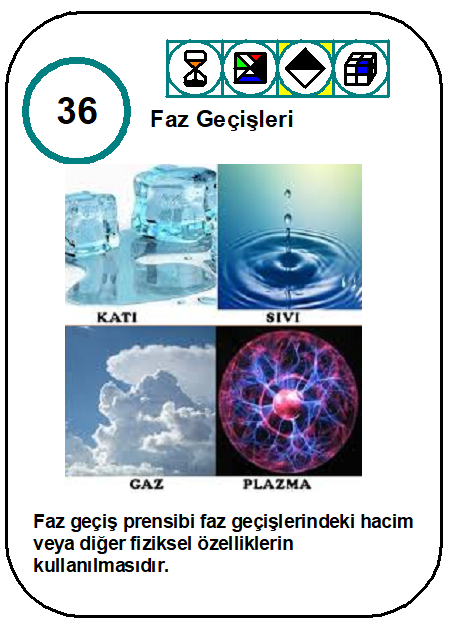 36
Faz Geçişleri
KATI
SIVI
GAZ
PLAZMA
Faz geçiş prensibi faz geçişlerindeki hacim
veya diğer fiziksel özelliklerin
kullanılmasıdır.